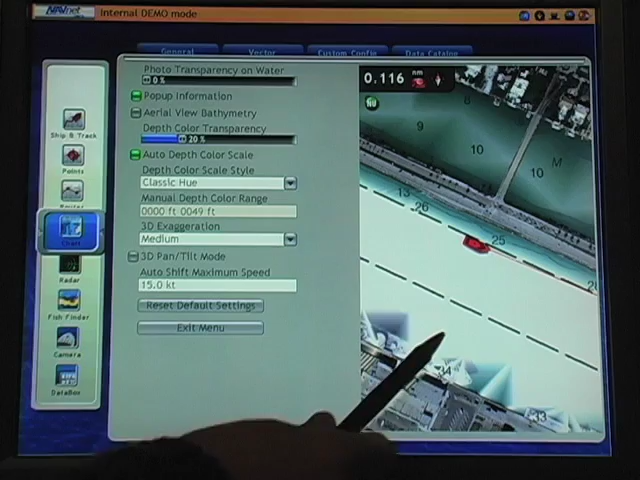 NAVnet
Internal DEMO mode
General
Vector
Custom Config
Data Catalog
Photo Transparency on Water
0 %
Popup Information
Aerial View Bathymetry
Depth Color Transparency
20 %
Auto Depth Color Scale
Depth Color Scale Style
Classic Hue
Manual Depth Color Range
0000 ft 0049 ft
3D Exaggeration
Medium
3D Pan/Tilt Mode
Auto Shift Maximum Speed
15.0 kt
Reset Default Settings
Exit Menu
Ship & Track
Points
Chart
Radar
Fish Finder
Camera
DataBox
0.116 nm
NU
8
9
10
10
M
13
26
25
34
33